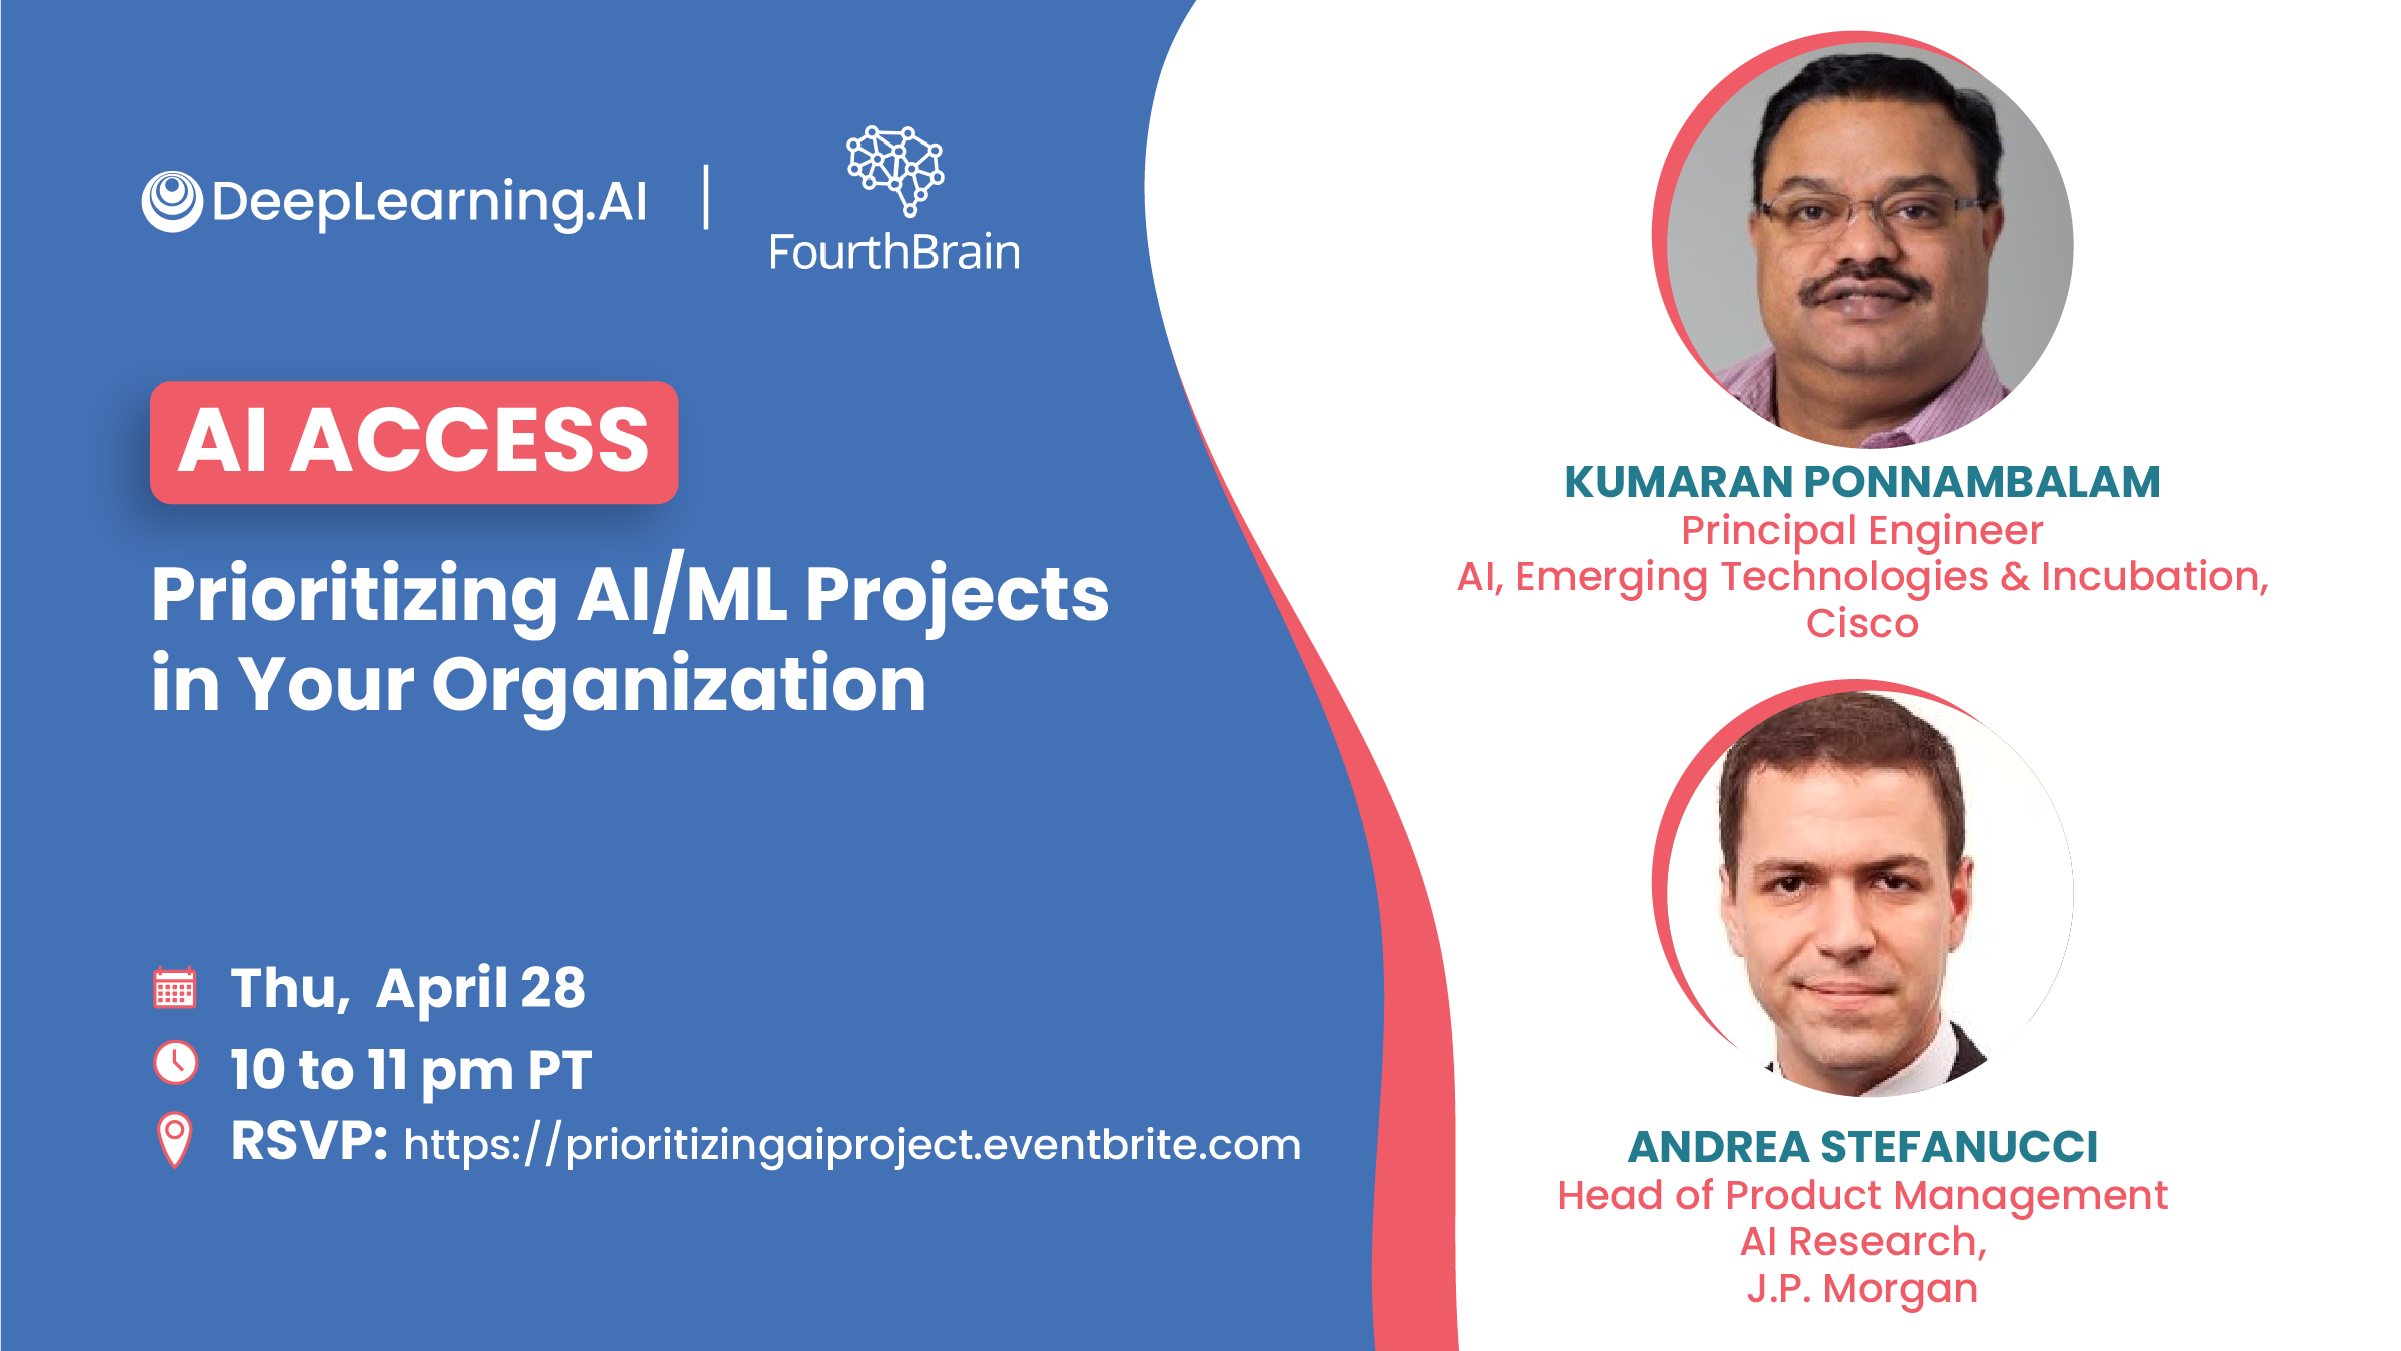 DeepLearning.AI
FourthBrain
AI ACCESS
Prioritizing AI/ML Projects
in Your Organization
Thu, April 28
10 to 11 pm PT
RSVP: https://prioritizingaiproject.eventbrite.com
KUMARAN PONNAMBALAM
Principal Engineer
AI, Emerging Technologies & Incubation,
Cisco
ANDREA STEFANUCCI
Head of Product Management
AI Research,
J.P. Morgan